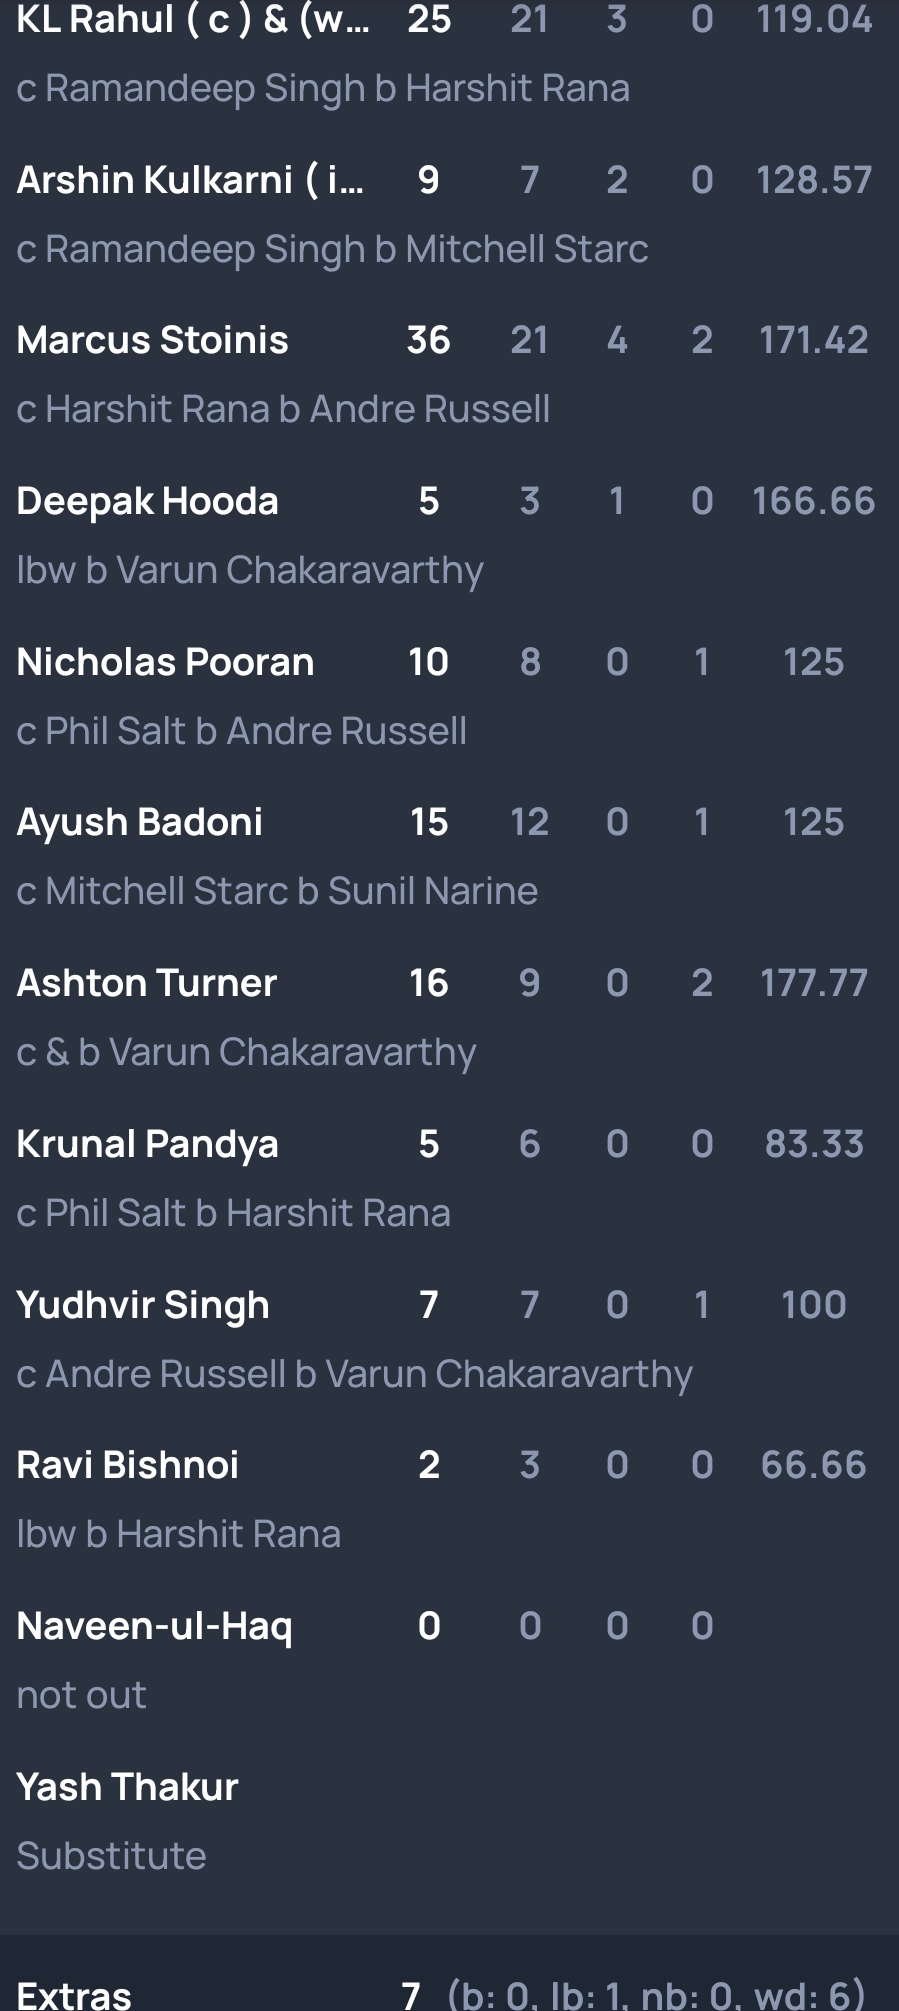 KL Rahul ( c ) & (w... 25 21 3 0 119.04
c Ramandeep Singh b Harshit Rana
Arshin Kulkarni ( i... 9 7 2 0 128.57
c Ramandeep Singh b Mitchell Starc
Marcus Stoinis 36 21 4 2 171.42
c Harshit Rana b Andre Russell
Deepak Hooda 5 3 1 0 166.66
lbw b Varun Chakaravarthy
Nicholas Pooran 10 8 0 1 125
c Phil Salt b Andre Russell
Ayush Badoni 15 12 0 1 125
c Mitchell Starc b Sunil Narine
Ashton Turner 16 9 0 2 177.77
c & b Varun Chakaravarthy
Krunal Pandya 5 6 0 0 83.33
c Phil Salt b Harshit Rana
Yudhvir Singh 7 7 0 1 100
c Andre Russell b Varun Chakaravarthy
Ravi Bishnoi 2 3 0 0 66.66
lbw b Harshit Rana
Naveen-ul-Haq 0 0 0 0
not out
Yash Thakur
Substitute
Extras 7 (b: 0, lb: 1, nb: 0, wd: 6)